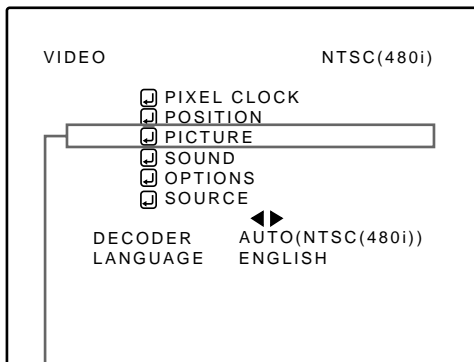 VIDEO NTSC(480i)
PIXEL CLOCK
POSITION
PICTURE
SOUND
OPTIONS
SOURCE
DECODER AUTO(NTSC(480i))
LANGUAGE ENGLISH